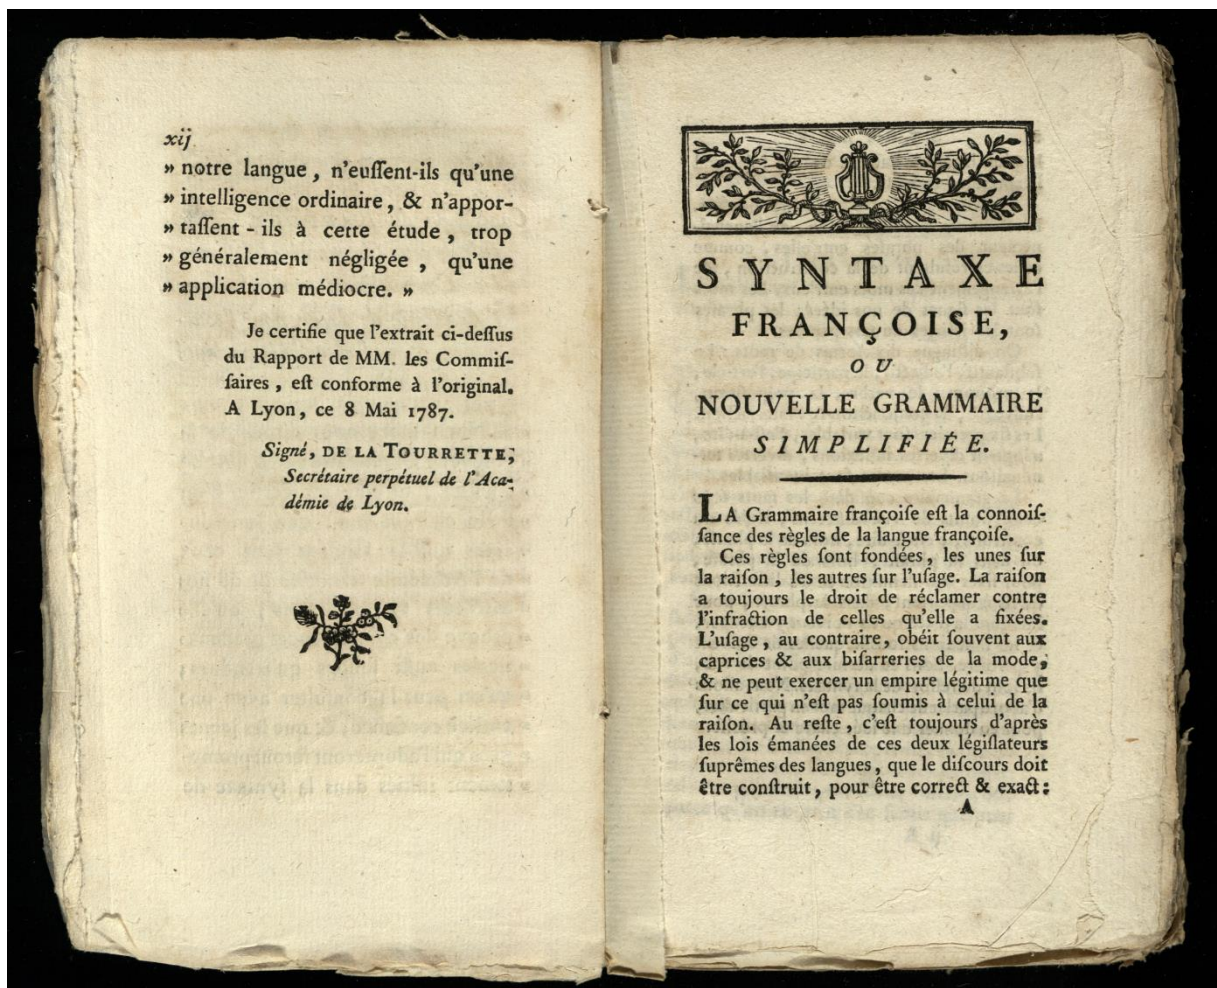 xij
» notre langue, n'euſſent-ils qu'une
» intelligence ordinaire, & n'appor-
» taſſent-ils à cette étude, trop
» généralement négligée, qu'une
» application médiocre. »
Je certifie que l'extrait ci-deſſus
du Rapport de MM. les Commiſ-
ſaires, eſt conforme à l'original.
A Lyon, ce 8 Mai 1787.
Signé, DE LA TOURRETTE,
Secrétaire perpétuel de l'Aca-
démie de Lyon.
SYNTAXE
FRANÇOISE,
OU
NOUVELLE GRAMMAIRE
SIMPLIFIÉE.
LA Grammaire françoiſe eſt la connoiſ-
ſance des règles de la langue françoiſe.
Ces règles ſont fondées, les unes ſur
la raiſon, les autres ſur l'uſage. La raiſon
a toujours le droit de réclamer contre
l'infraction de celles qu'elle a fixées.
L'uſage, au contraire, obéit ſouvent aux
caprices & aux biſarreries de la mode,
& ne peut exercer un empire légitime que
ſur ce qui n'eſt pas ſoumis à celui de la
raiſon. Au reſte, c'eſt toujours d'après
les lois émanées de ces deux légiſlateurs
ſuprêmes des langues, que le diſcours doit
être conſtruit, pour être correct & exact:
A